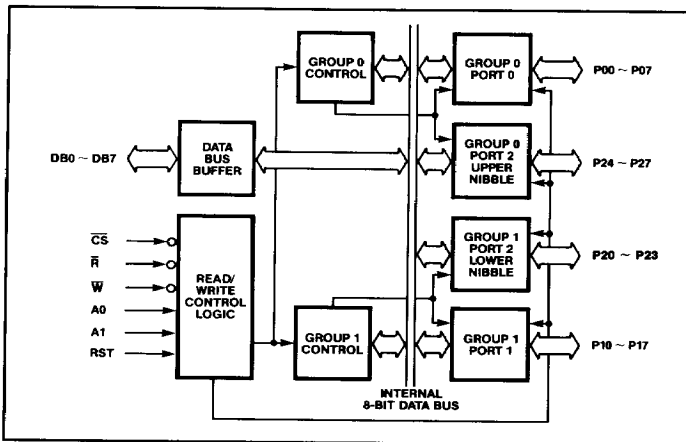 GROUP 0
CONTROL
GROUP 0
PORT 0
P00 ~ P07
DB0 ~ DB7
DATA
BUS
BUFFER
GROUP 0
PORT 2
UPPER
NIBBLE
P24 ~ P27
CS
R
W
A0
A1
RST
READ/
WRITE
CONTROL
LOGIC
GROUP 1
PORT 2
LOWER
NIBBLE
P20 ~ P23
GROUP 1
CONTROL
GROUP 1
PORT 1
P10 ~ P17
INTERNAL
8-BIT DATA BUS